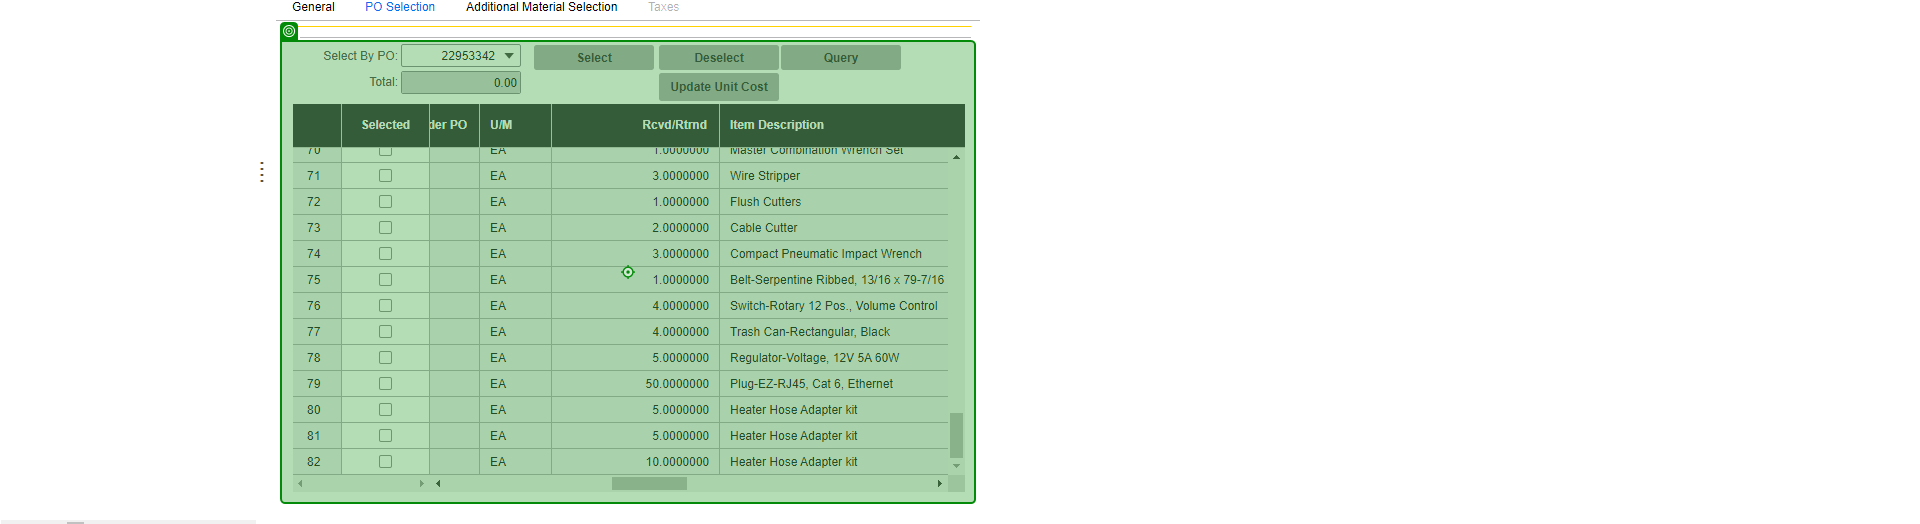 General PO Selection Additional Material Selection Taxes
Select By PO: 22953342 Select Deselect Query
Total: 0.00 Update Unit Cost
Selected der PO U/M Rcvd/Rtrnd Item Description
70 EA 1.0000000 Master Combination Wrench Set
71 EA 3.0000000 Wire Stripper
72 EA 1.0000000 Flush Cutters
73 EA 2.0000000 Cable Cutter
74 EA 3.0000000 Compact Pneumatic Impact Wrench
75 EA 1.0000000 Belt-Serpentine Ribbed, 13/16 x 79-7/16
76 EA 4.0000000 Switch-Rotary 12 Pos., Volume Control
77 EA 4.0000000 Trash Can-Rectangular, Black
78 EA 5.0000000 Regulator-Voltage, 12V 5A 60W
79 EA 50.0000000 Plug-EZ-RJ45, Cat 6, Ethernet
80 EA 5.0000000 Heater Hose Adapter kit
81 EA 5.0000000 Heater Hose Adapter kit
82 EA 10.0000000 Heater Hose Adapter kit